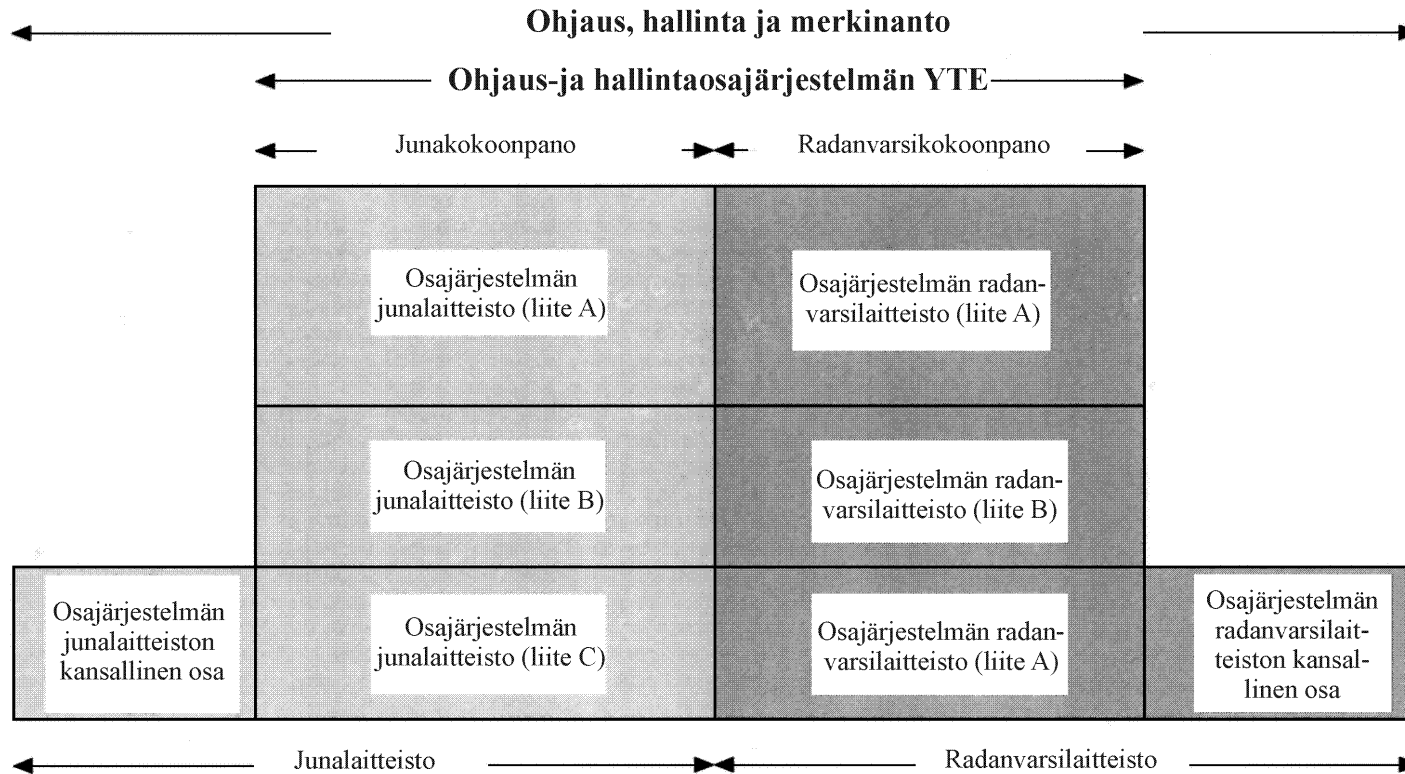 Ohjaus, hallinta ja merkinanto
Ohjaus-ja hallintaosajärjestelmän YTE
Junakokoonpano
Radanvarsikokoonpano
Osajärjestelmän
junalaitteisto (liite A)
Osajärjestelmän radan-
varsilaitteisto (liite A)
Osajärjestelmän
junalaitteisto (liite B)
Osajärjestelmän radan-
varsilaitteisto (liite B)
Osajärjestelmän
junalaitteiston
kansallinen osa
Osajärjestelmän
junalaitteisto (liite C)
Osajärjestelmän radan-
varsilaitteisto (liite A)
Osajärjestelmän
radanvarsilait-
teiston kansal-
linen osa
Junalaitteisto
Radanvarsilaitteisto